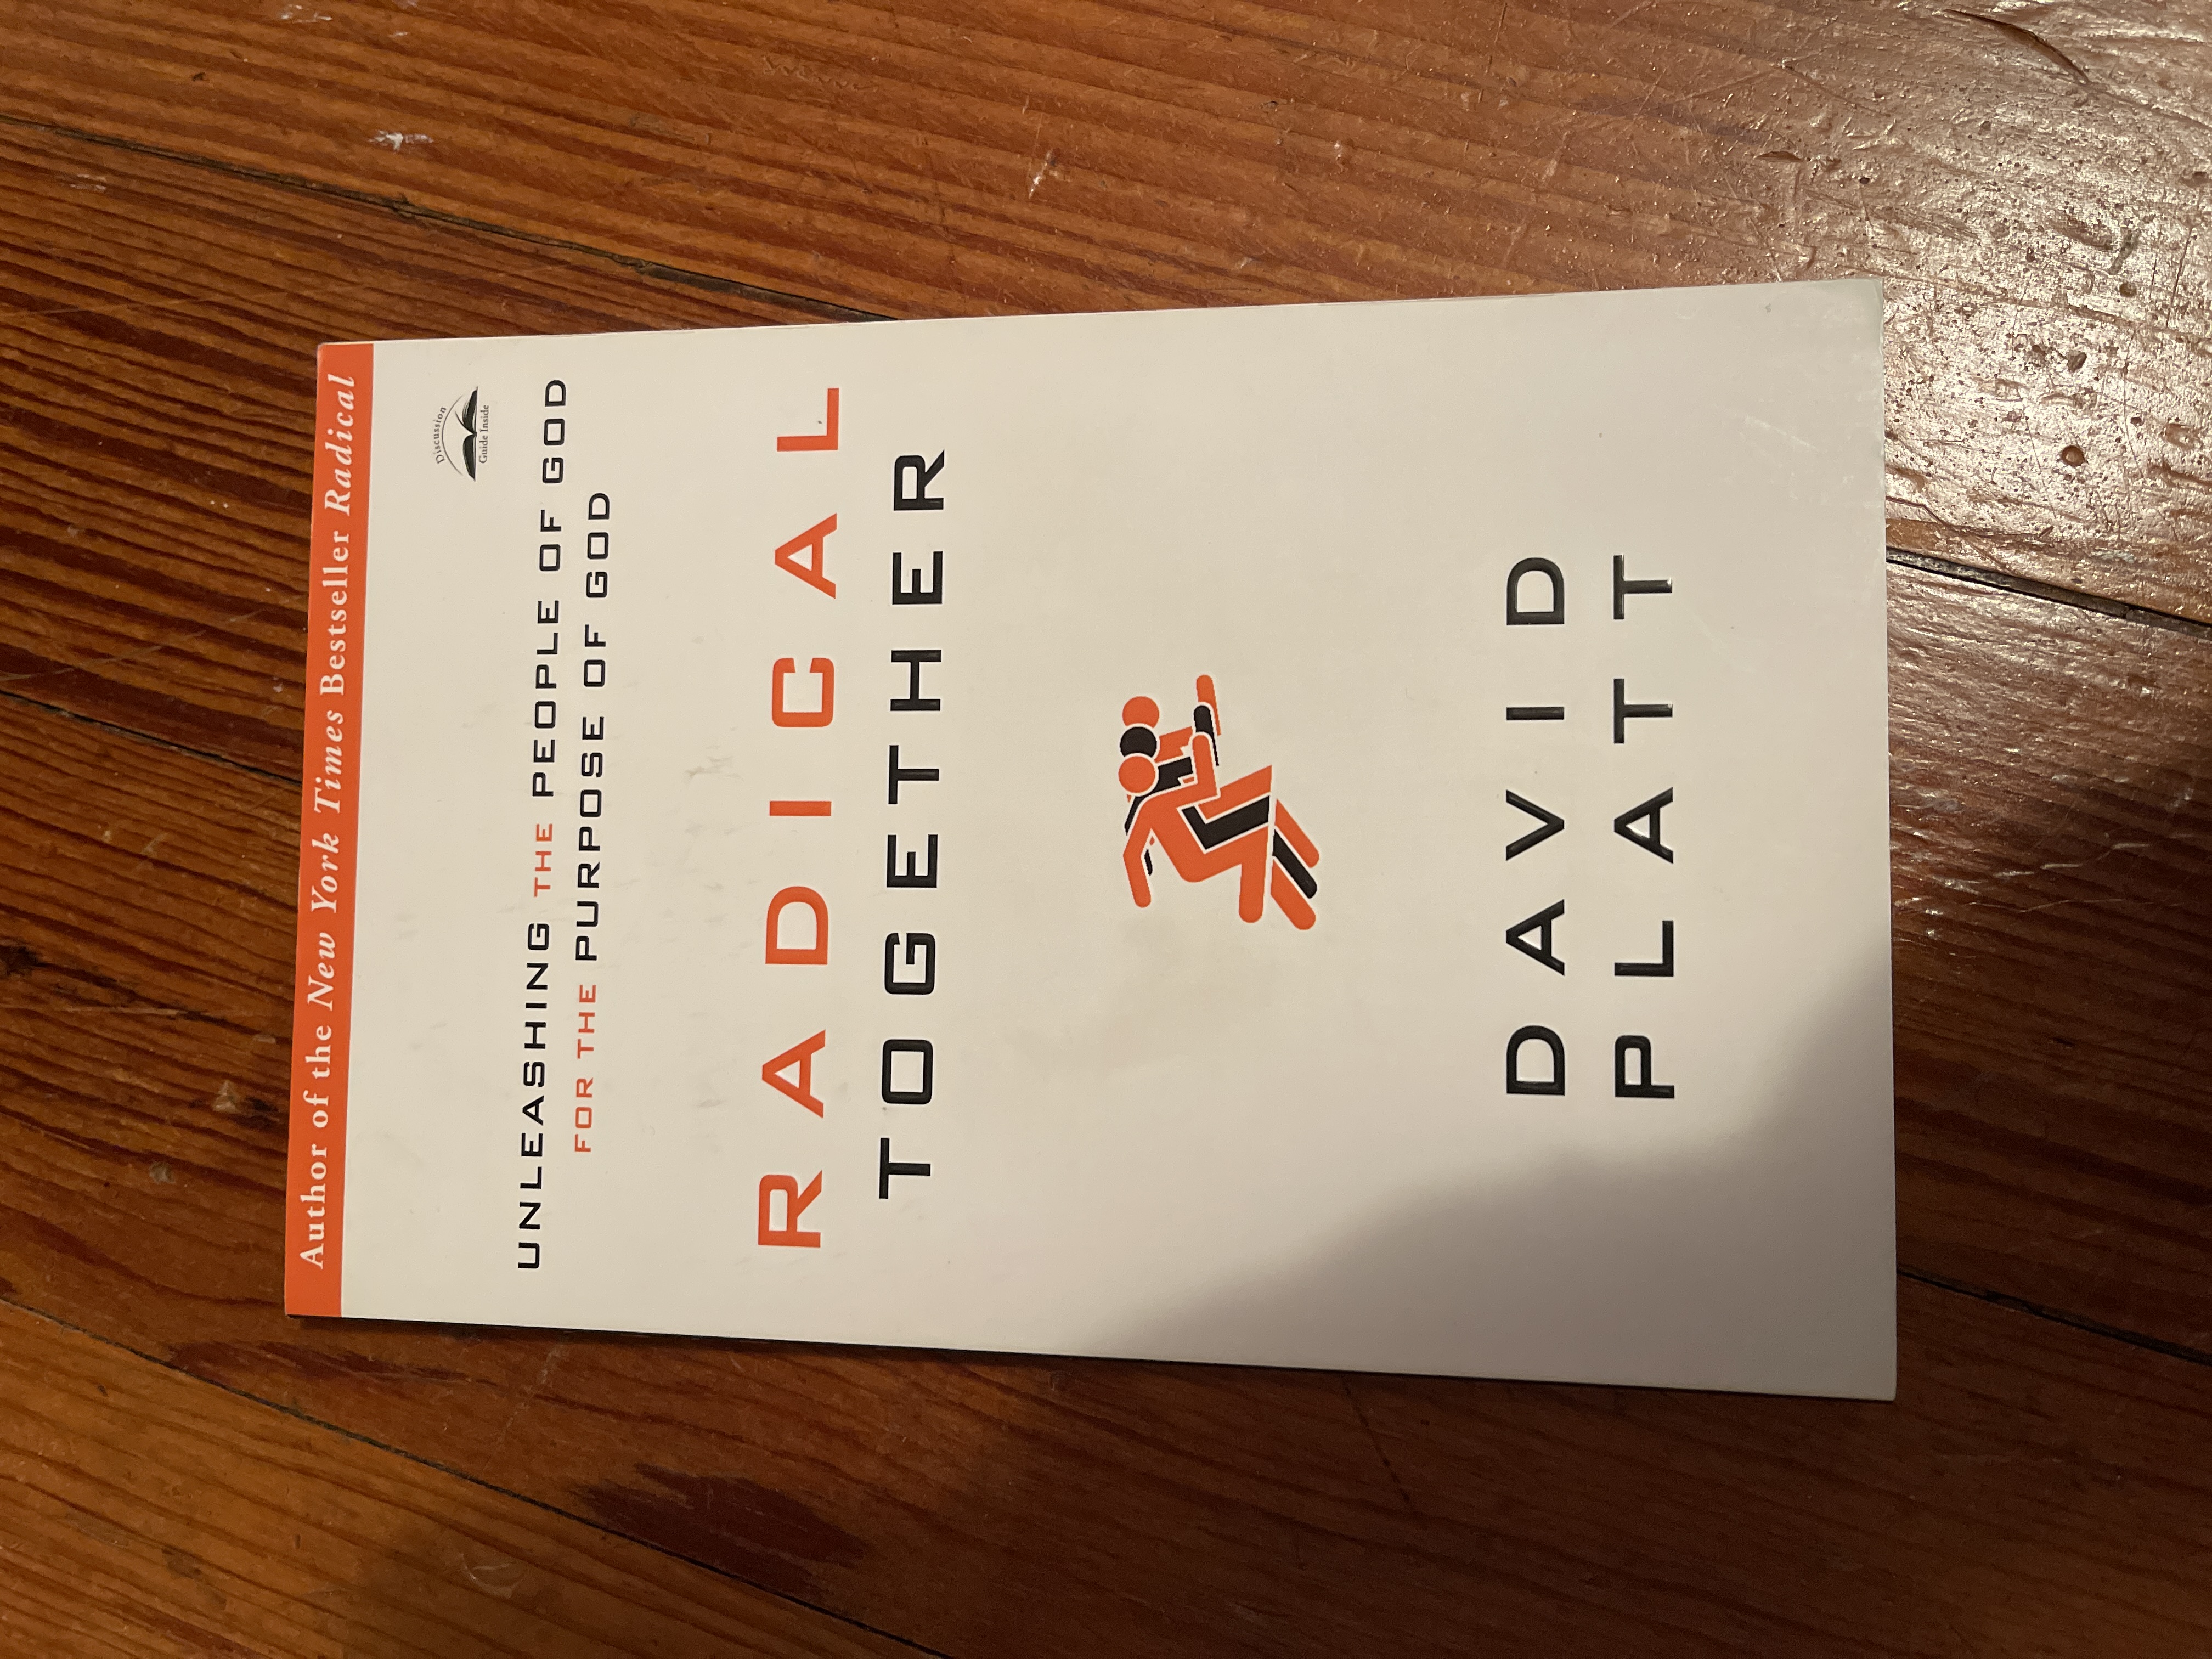 Author of the New York Times Bestseller Radical
Discussion
Guide Inside
UNLEASHING THE PEOPLE OF GOD
FOR THE PURPOSE OF GOD
RADICAL
TOGETHER
DAVID
PLATT